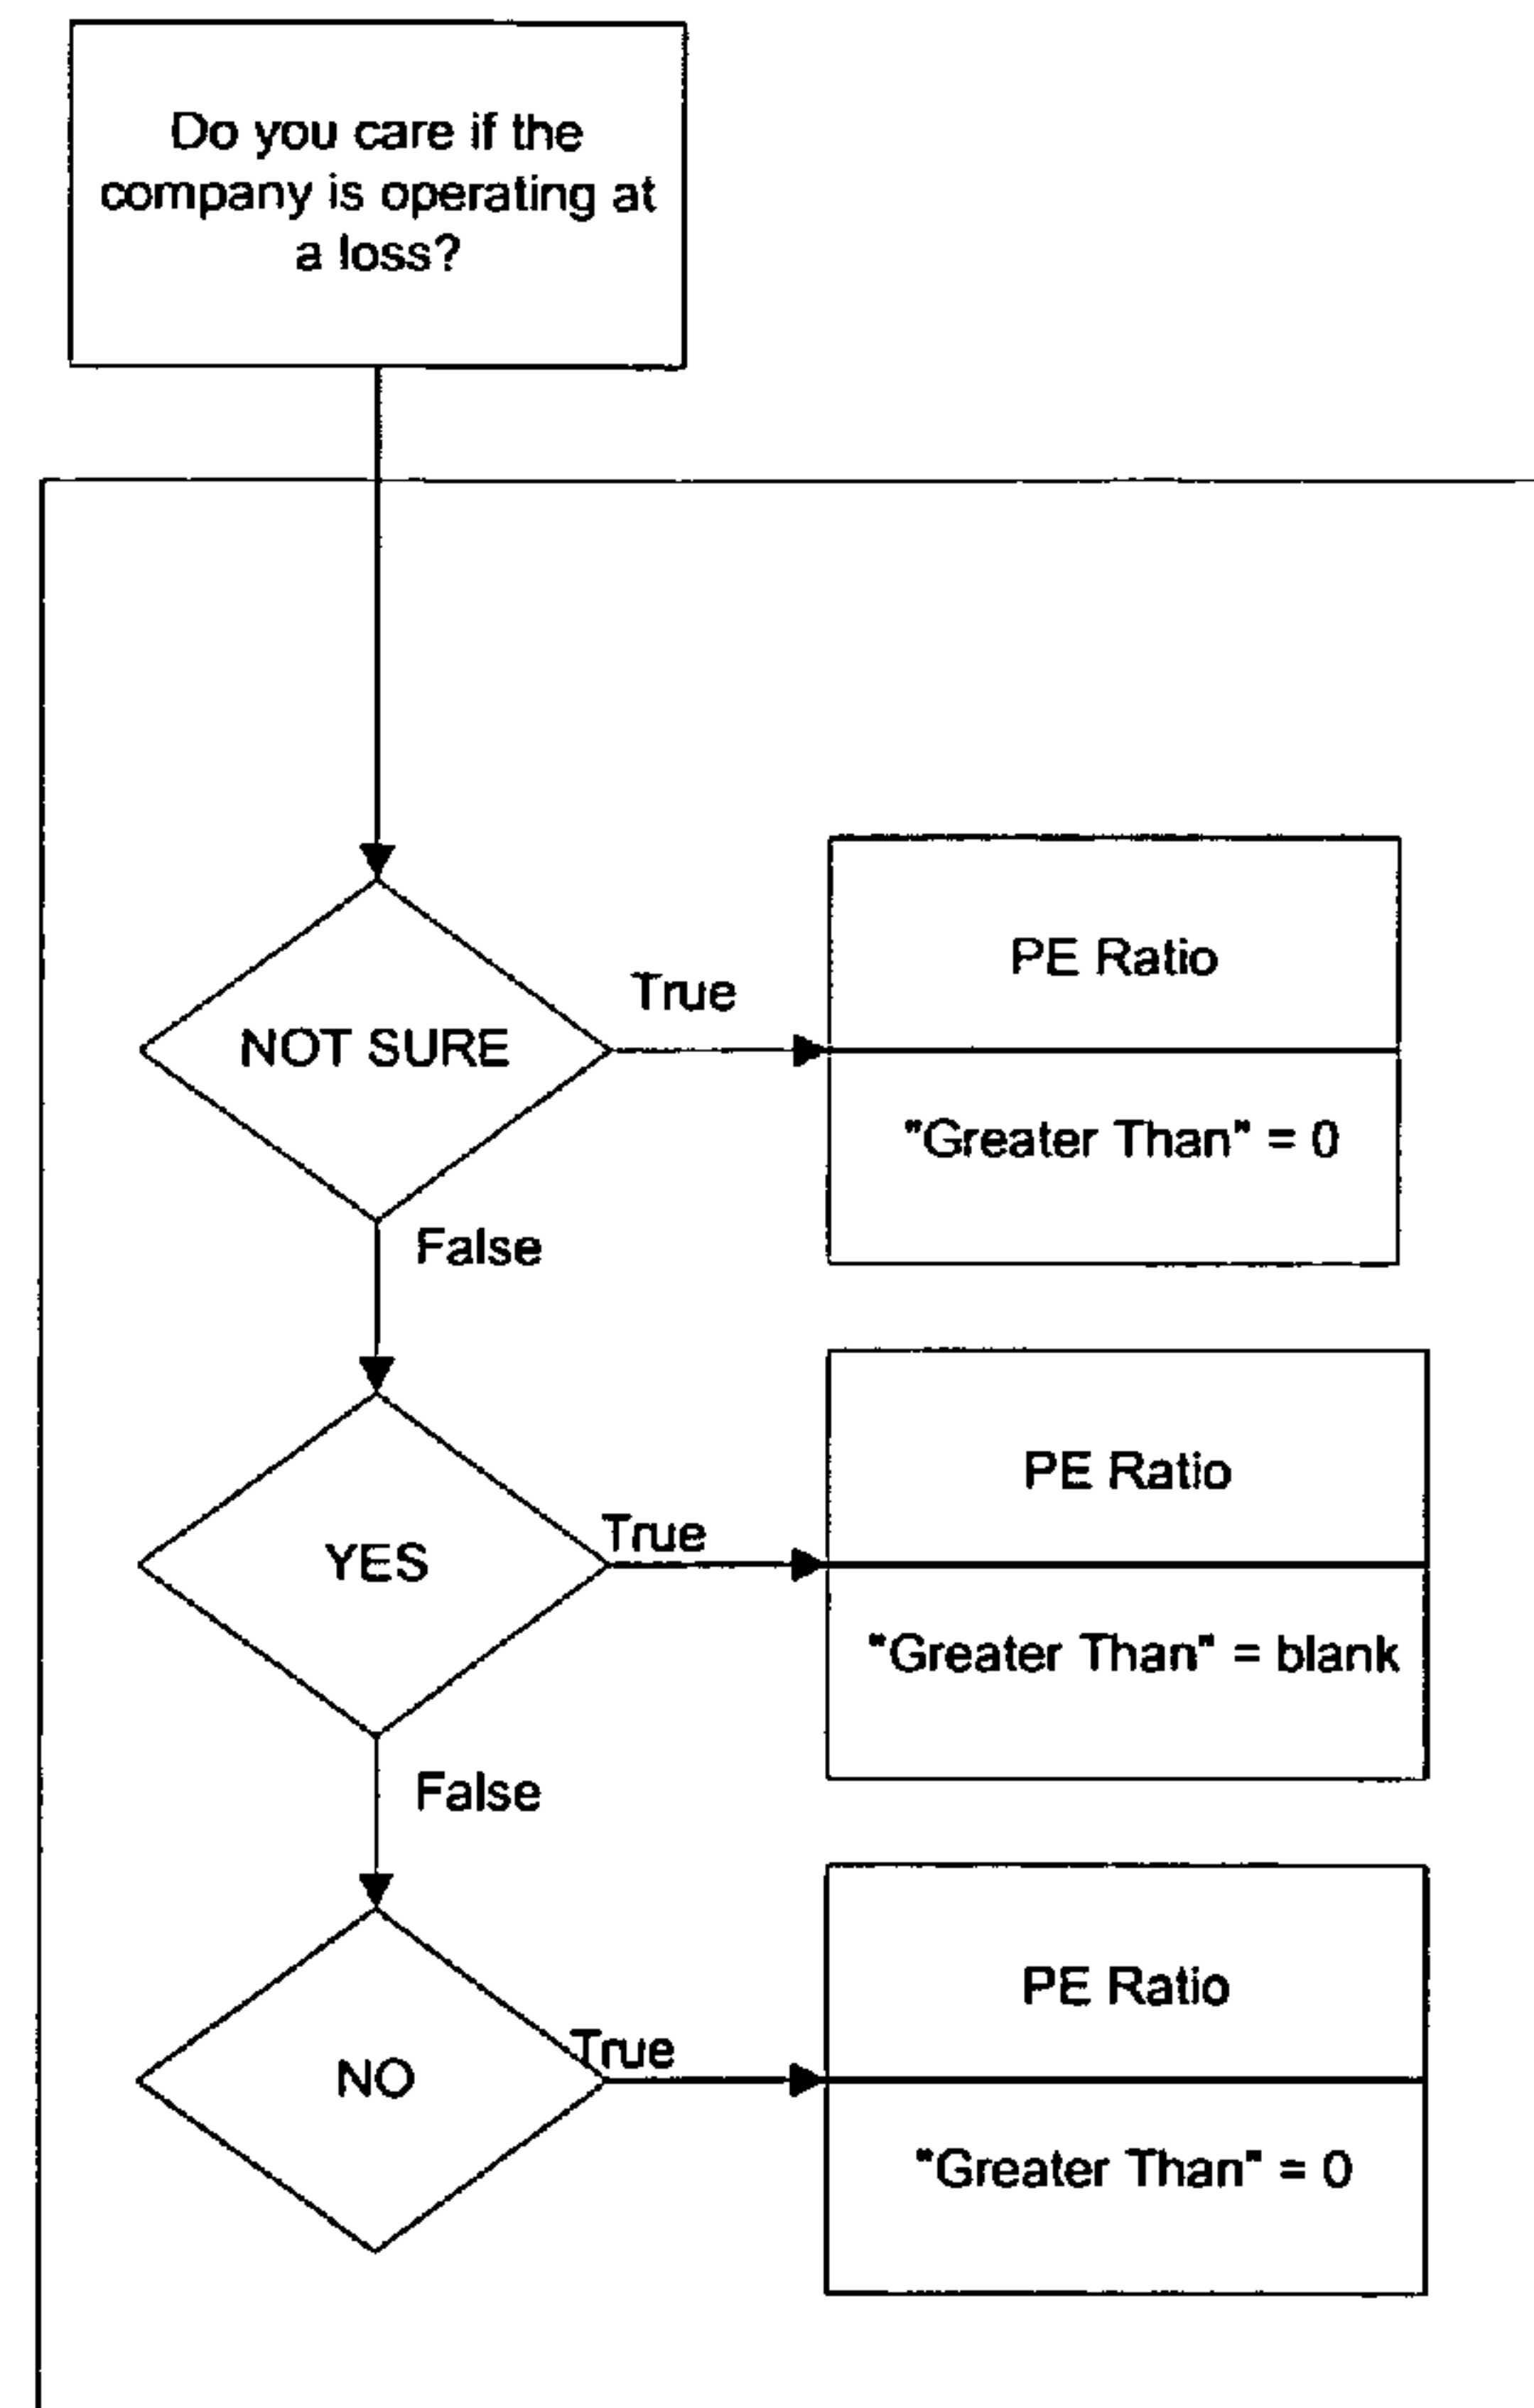 Do you care if the
company is operating at
a loss?
NOT SURE
True
PE Ratio
"Greater Than" = 0
False
YES
True
PE Ratio
"Greater Than" = blank
False
NO
True
PE Ratio
"Greater Than" = 0